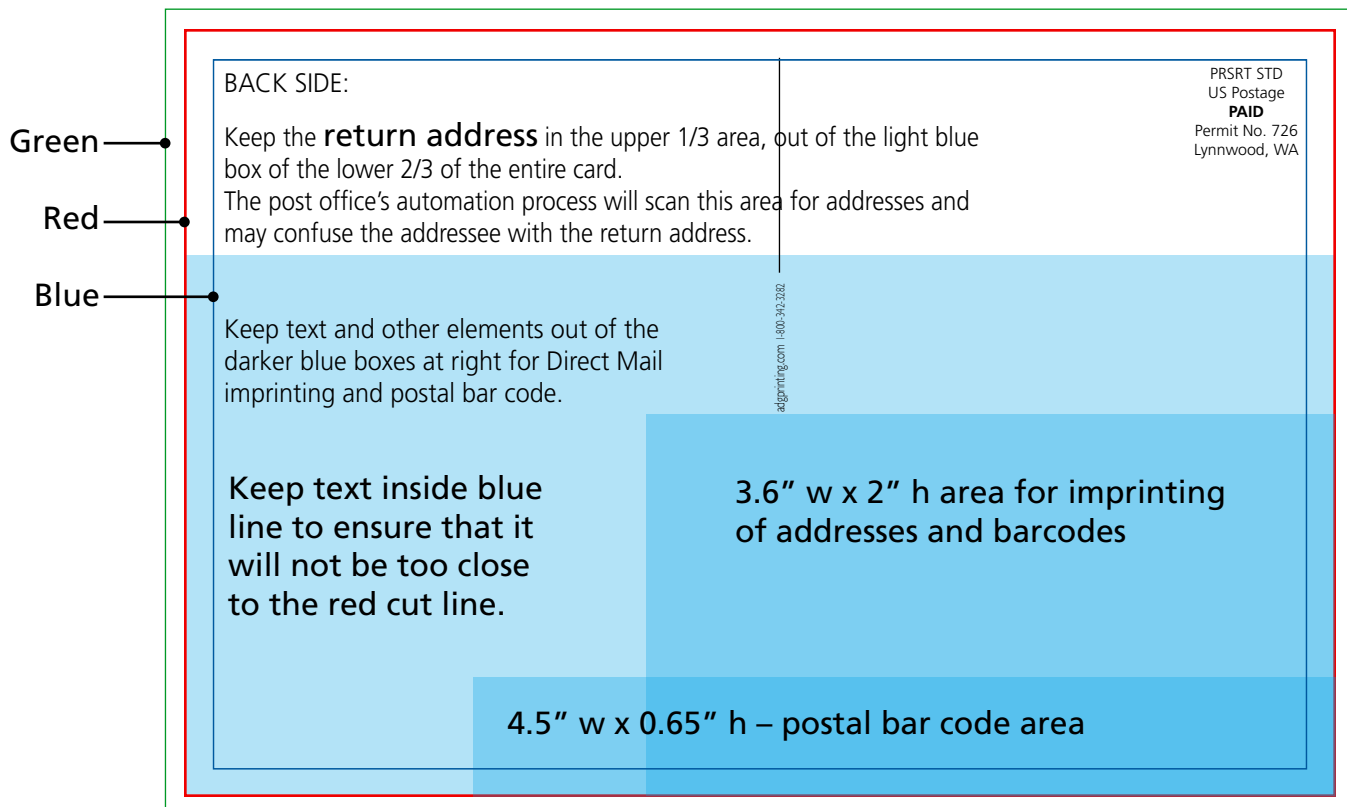 Green
Red
Blue
BACK SIDE:
Keep the return address in the upper 1/3 area, out of the light blue
box of the lower 2/3 of the entire card.
The post office’s automation process will scan this area for addresses and
may confuse the addressee with the return address.
PRSRT STD
US Postage
PAID
Permit No. 726
Lynnwood, WA
adgprinting.com 1-800-342-3282
Keep text and other elements out of the
darker blue boxes at right for Direct Mail
imprinting and postal bar code.
Keep text inside blue
line to ensure that it
will not be too close
to the red cut line.
3.6” w x 2” h area for imprinting
of addresses and barcodes
4.5” w x 0.65” h – postal bar code area